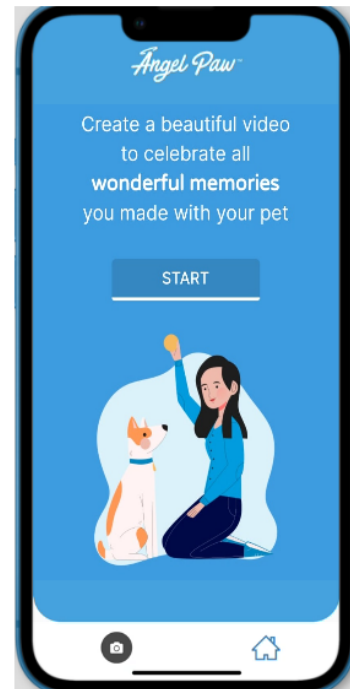 Angel Paw™
Create a beautiful video
to celebrate all
wonderful memories
you made with your pet
START